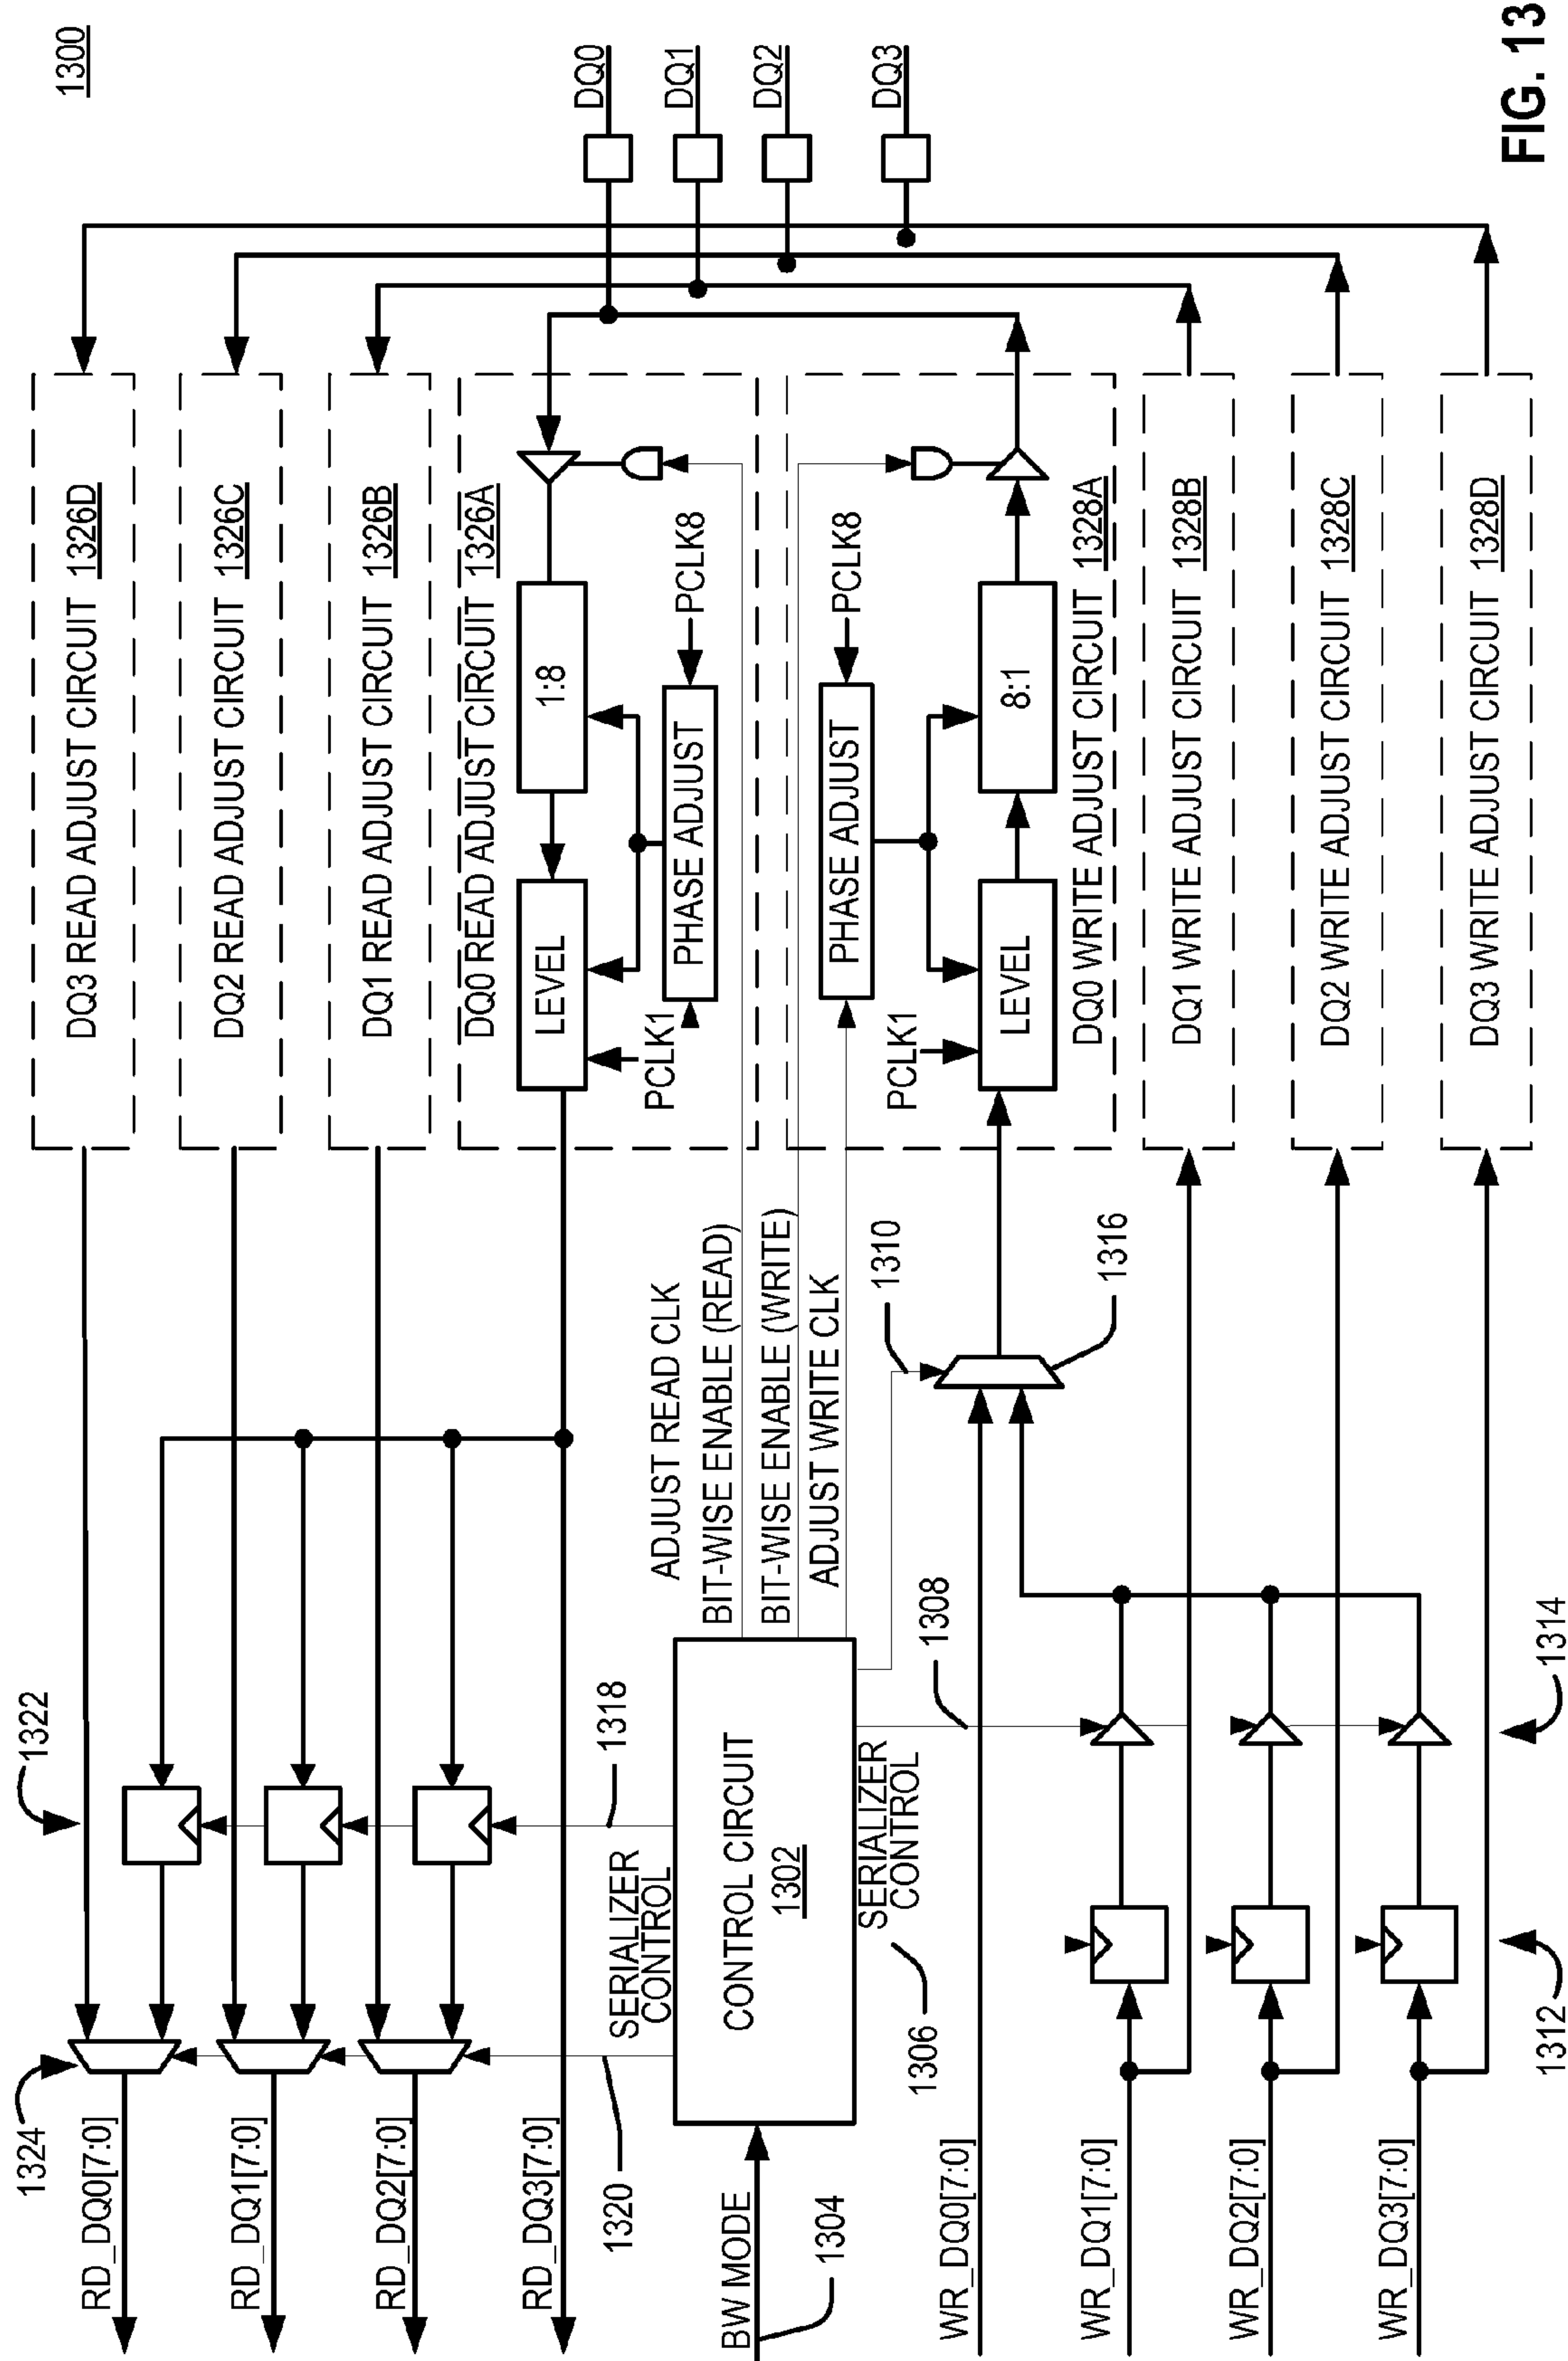 1300
1322
1324
RD_DQ0[7:0]
RD_DQ1[7:0]
RD_DQ2[7:0]
RD_DQ3[7:0]
DQ3 READ ADJUST CIRCUIT 1326D
DQ2 READ ADJUST CIRCUIT 1326C
DQ1 READ ADJUST CIRCUIT 1326B
DQ0 READ ADJUST CIRCUIT 1326A
LEVEL
1:8
PCLK1
PHASE ADJUST
PCLK8
DQ0
DQ1
DQ2
DQ3
1320
SERIALIZER
CONTROL
1318
ADJUST READ CLK
BIT-WISE ENABLE (READ)
BIT-WISE ENABLE (WRITE)
ADJUST WRITE CLK
BW MODE
1304
CONTROL CIRCUIT
1302
SERIALIZER
CONTROL
1306
1308
1310
1316
PHASE ADJUST
PCLK8
PCLK1
LEVEL
8:1
DQ0 WRITE ADJUST CIRCUIT 1328A
DQ1 WRITE ADJUST CIRCUIT 1328B
DQ2 WRITE ADJUST CIRCUIT 1328C
DQ3 WRITE ADJUST CIRCUIT 1328D
WR_DQ0[7:0]
WR_DQ1[7:0]
WR_DQ2[7:0]
WR_DQ3[7:0]
1312
1314
FIG. 13